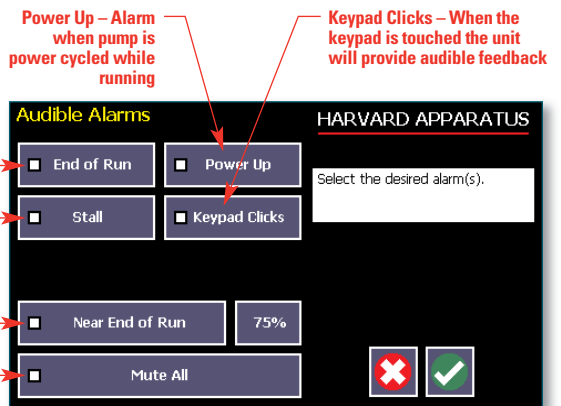 Power Up – Alarm
when pump is
power cycled while
running
Keypad Clicks – When the
keypad is touched the unit
will provide audible feedback
Audible Alarms
HARVARD APPARATUS
End of Run
Power Up
Select the desired alarm(s).
Stall
Keypad Clicks
Near End of Run
75%
Mute All